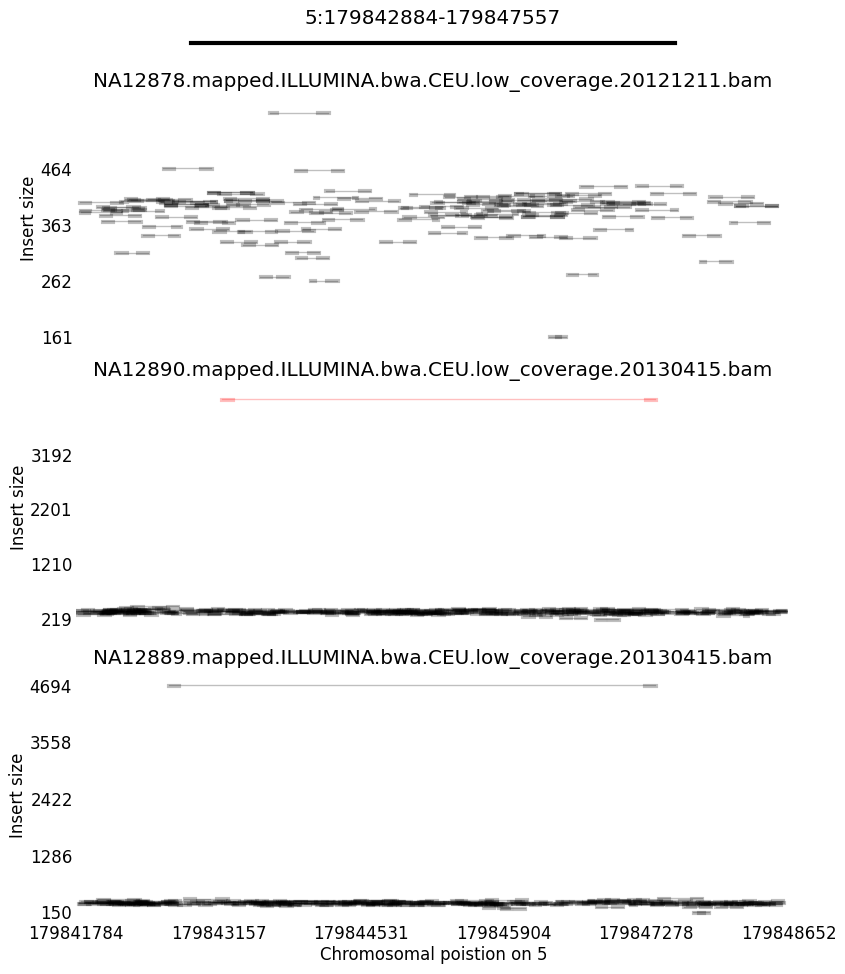 5:179842884-179847557
NA12878.mapped.ILLUMINA.bwa.CEU.low_coverage.20121211.bam
Insert size
464
363
262
161
NA12890.mapped.ILLUMINA.bwa.CEU.low_coverage.20130415.bam
Insert size
3192
2201
1210
219
NA12889.mapped.ILLUMINA.bwa.CEU.low_coverage.20130415.bam
Insert size
4694
3558
2422
1286
150
179841784 179843157 179844531 179845904 179847278 179848652
Chromosomal poistion on 5